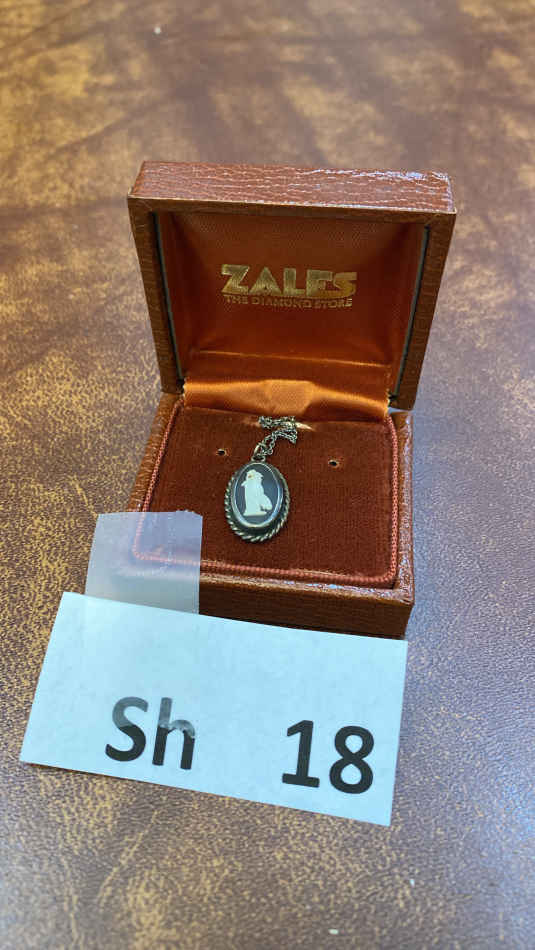 ZALES
THE DIAMOND STORE
Sh 18